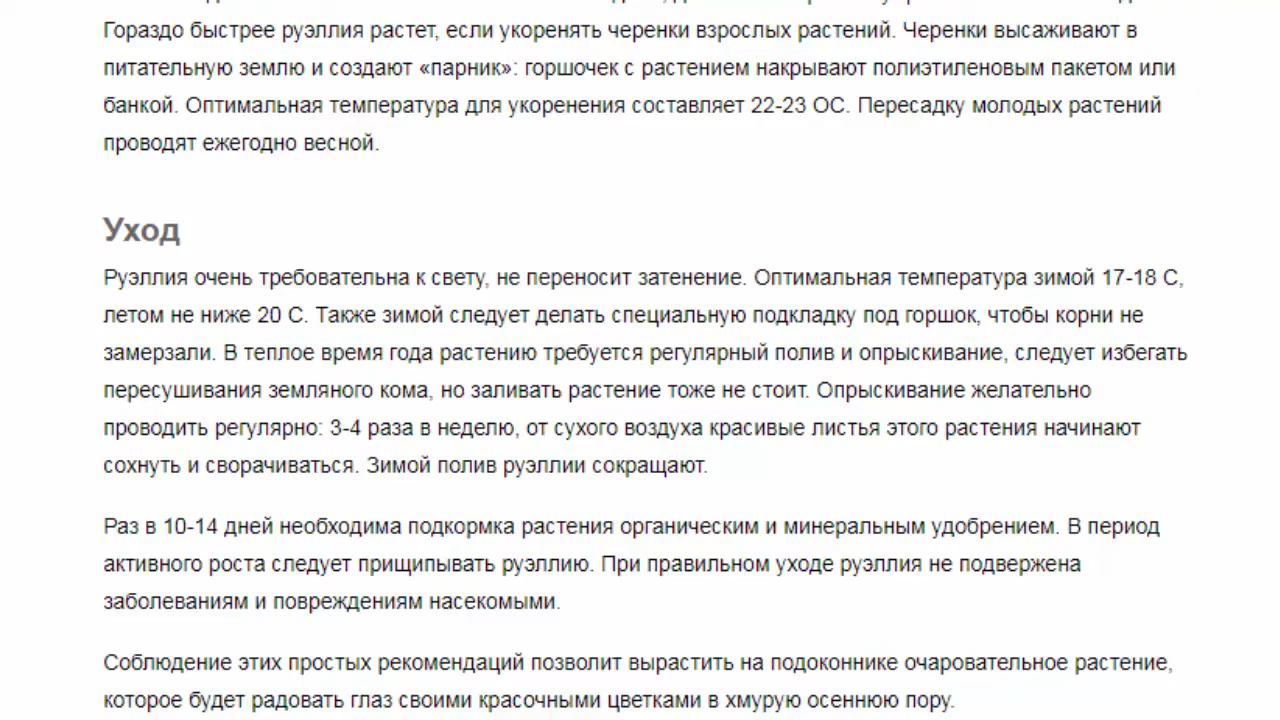 Гораздо быстрее руэллия растет, если укоренять черенки взрослых растений. Черенки высаживают в
питательную землю и создают «парник»: горшочек с растением накрывают полиэтиленовым пакетом или
банкой. Оптимальная температура для укоренения составляет 22-23 ОС. Пересадку молодых растений
проводят ежегодно весной.
Уход
Руэллия очень требовательна к свету, не переносит затенение. Оптимальная температура зимой 17-18 С,
летом не ниже 20 С. Также зимой следует делать специальную подкладку под горшок, чтобы корни не
замерзали. В теплое время года растению требуется регулярный полив и опрыскивание, следует избегать
пересушивания земляного кома, но заливать растение тоже не стоит. Опрыскивание желательно
проводить регулярно: 3-4 раза в неделю, от сухого воздуха красивые листья этого растения начинают
сохнуть и сворачиваться. Зимой полив руэллии сокращают.
Раз в 10-14 дней необходима подкормка растения органическим и минеральным удобрением. В период
активного роста следует прищипывать руэллию. При правильном уходе руэллия не подвержена
заболеваниям и повреждениям насекомыми.
Соблюдение этих простых рекомендаций позволит вырастить на подоконнике очаровательное растение,
которое будет радовать глаз своими красочными цветками в хмурую осеннюю пору.